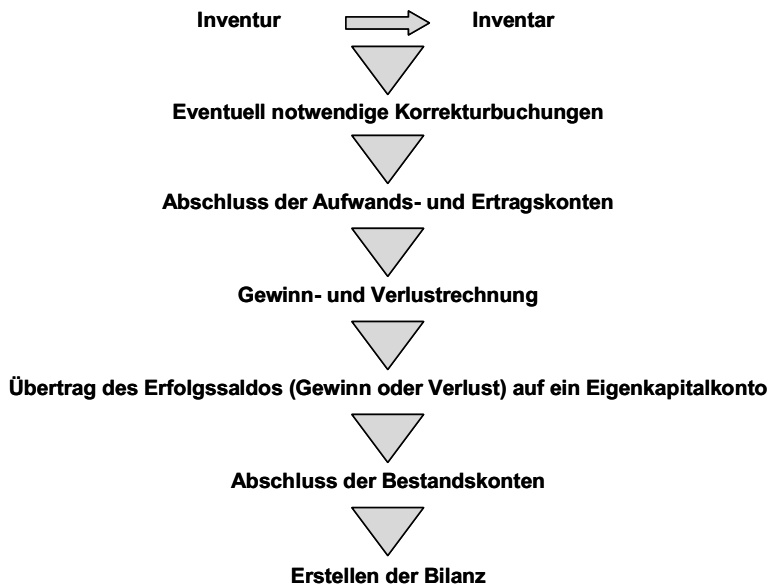 Inventur Inventar
Eventuell notwendige Korrekturbuchungen
Abschluss der Aufwands- und Ertragskonten
Gewinn- und Verlustrechnung
Übertrag des Erfolgssaldos (Gewinn oder Verlust) auf ein Eigenkapitalkonto
Abschluss der Bestandskonten
Erstellen der Bilanz